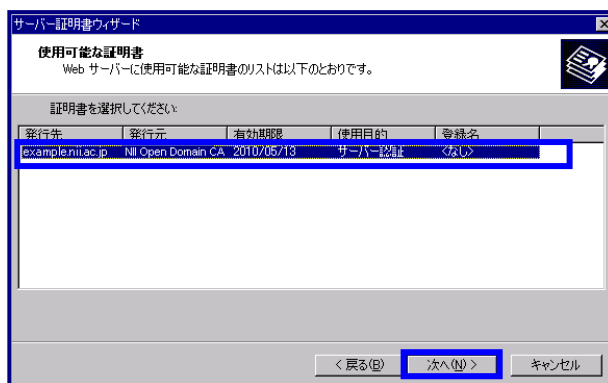 サーバー証明書ウィザード
使用可能な証明書
Web サーバーに使用可能な証明書のリストは以下のとおりです。
証明書を選択してください:
発行先 発行元 有効期限 使用目的 登録名
example.nii.ac.jp NII Open Domain CA 2010/05/13 サーバー認証 <なし>
< 戻る(B) 次へ(N) > キャンセル